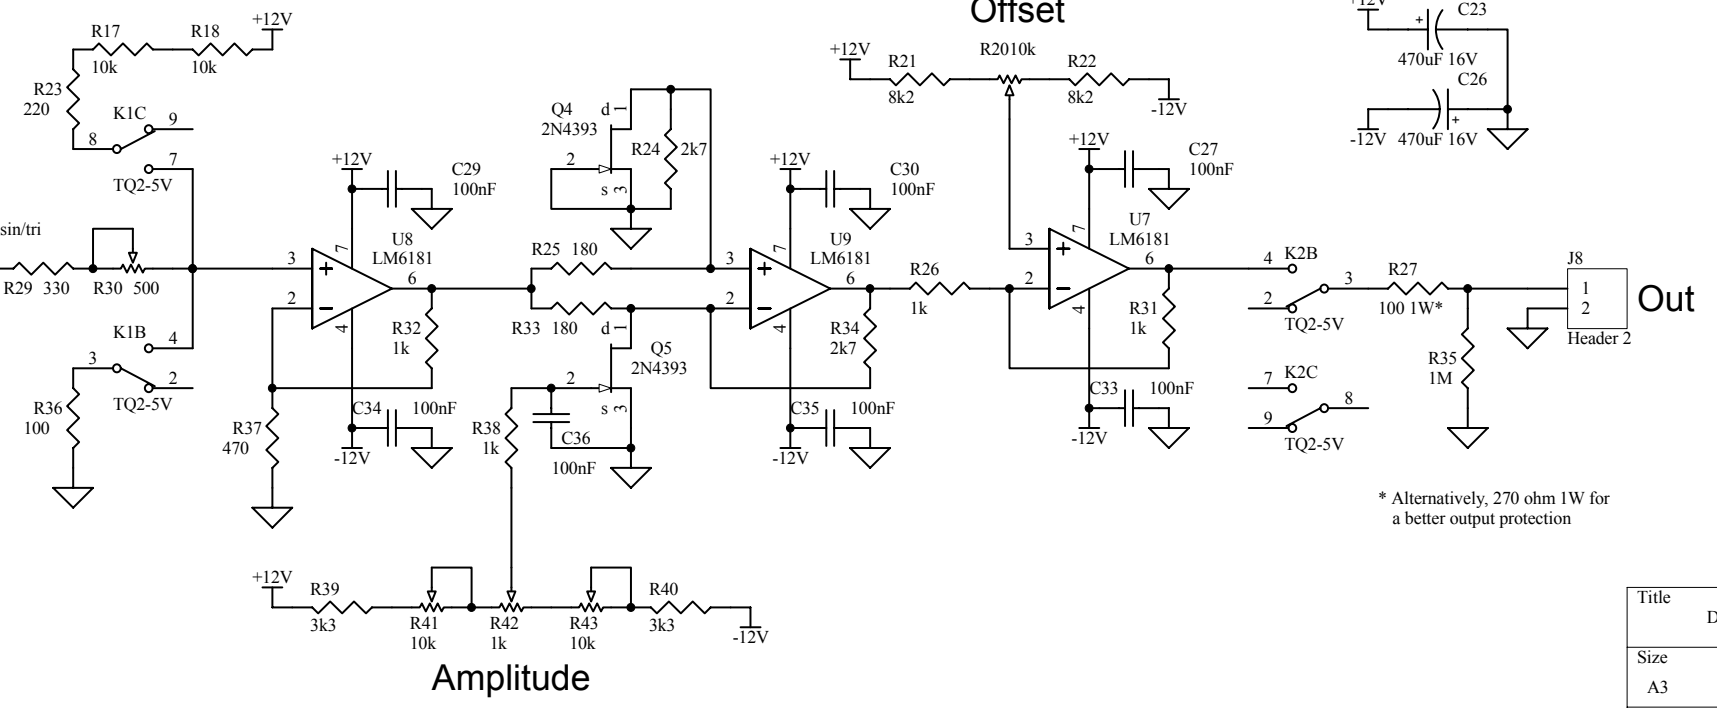 Offset
+12V
C23
470uF 16V
C26
-12V
470uF 16V
R17
10k
R18
10k
+12V
R23
220
K1C
8
9
7
TQ2-5V
sin/tri
R29 330
R30 500
K1B
4
3
2
TQ2-5V
R36
100
+12V
C29
100nF
U8
LM6181
3
2
7
6
4
R32
1k
R37
470
C34
100nF
-12V
Q4
2N4393
d
1
2
s
3
R24
2k7
R25 180
R33 180
d
1
Q5
2N4393
2
s
3
R38
1k
C36
100nF
+12V
C30
100nF
U9
LM6181
3
2
7
6
4
R34
2k7
C35
100nF
-12V
R26
1k
+12V
R21
8k2
R2010k
R22
8k2
-12V
+12V
C27
100nF
U7
LM6181
3
2
7
6
4
R31
1k
C33
100nF
-12V
K2B
4
3
2
TQ2-5V
K2C
7
8
9
TQ2-5V
R27
100 1W*
R35
1M
J8
1
2
Header 2
Out
* Alternatively, 270 ohm 1W for
a better output protection
+12V
R39
3k3
R41
10k
R42
1k
R43
10k
R40
3k3
-12V
Amplitude
Title
D
Size
A3